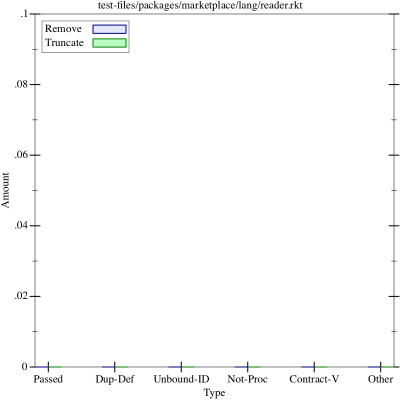 test-files/packages/marketplace/lang/reader.rkt
Remove
Truncate
.1
.08
.06
.04
.02
0
Amount
Passed Dup-Def Unbound-ID Not-Proc Contract-V Other
Type